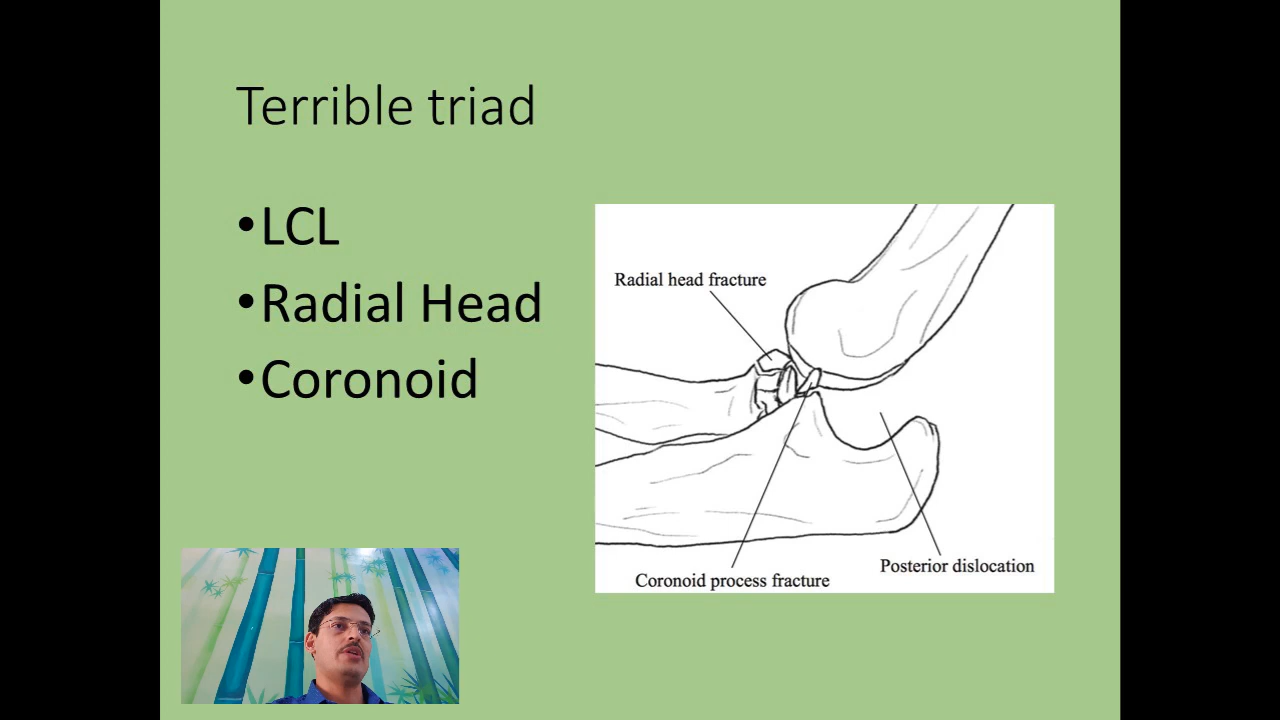 Terrible triad
•LCL
•Radial Head
•Coronoid
Radial head fracture
Posterior dislocation
Coronoid process fracture